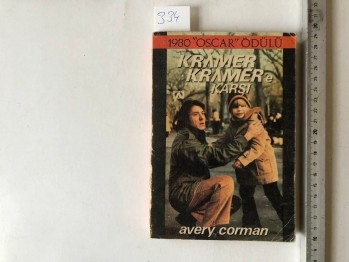 334
1980 "OSCAR" ÖDÜLÜ
KRAMER
KRAMER'e
KARŞI
avery corman